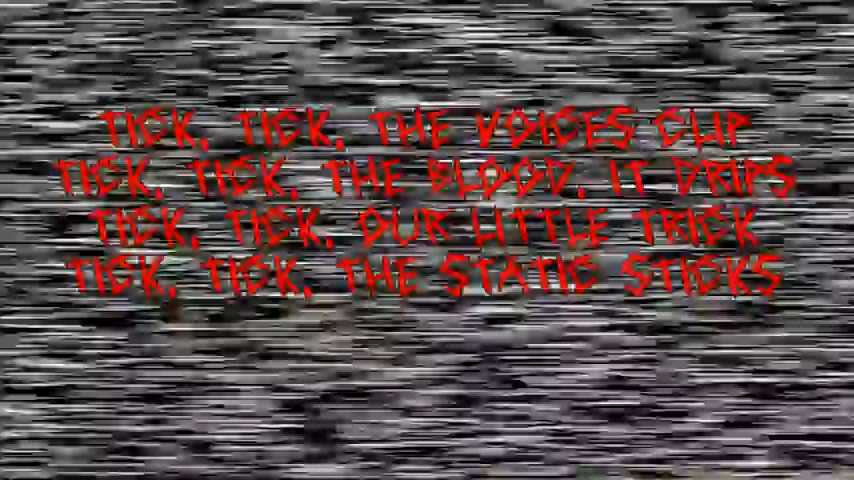 TICK, TICK, THE VOICES CLIP
TICK, TICK, THE BLOOD, IT DRIPS
TICK, TICK, OUR LITTLE TRICK
TICK, TICK, THE STATIC STICKS